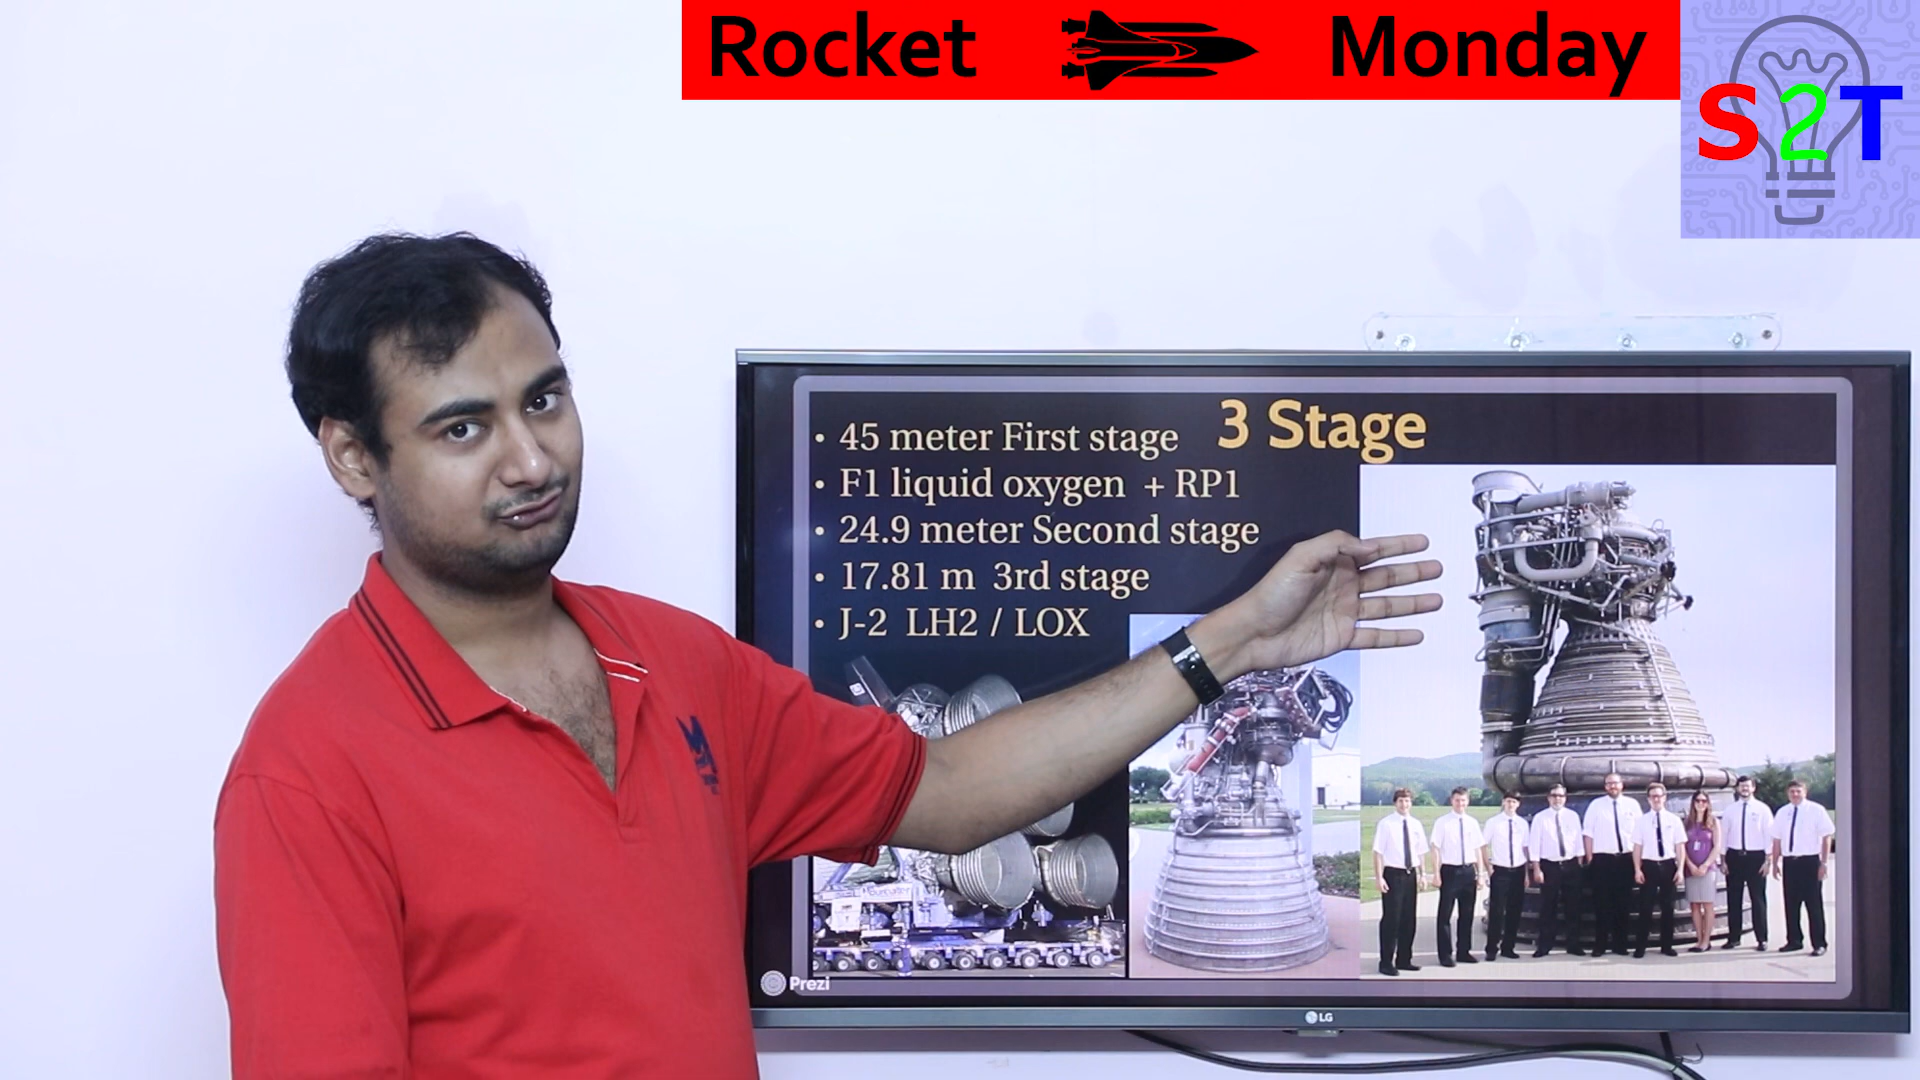 Rocket Monday
S2T
3 Stage
• 45 meter First stage
• F1 liquid oxygen + RP1
• 24.9 meter Second stage
• 17.81 m 3rd stage
• J-2 LH2 / LOX
Prezi
LG